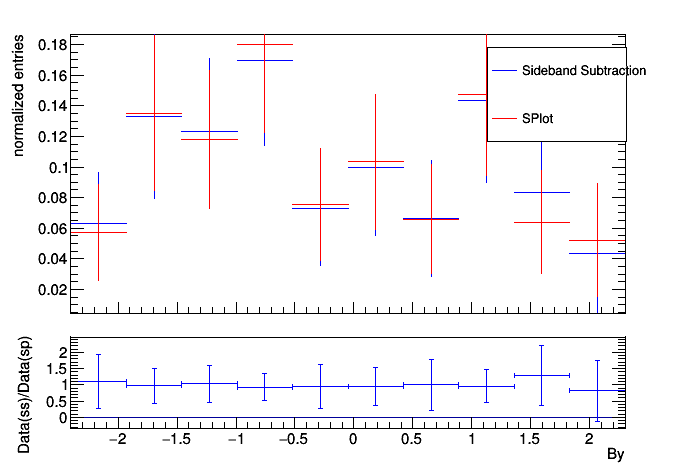 normalized entries
0.18
0.16
0.14
0.12
0.1
0.08
0.06
0.04
0.02
Sideband Subtraction
SPlot
Data(ss)/Data(sp)
2
1.5
1
0.5
0
−2 −1.5 −1 −0.5 0 0.5 1 1.5 2
By